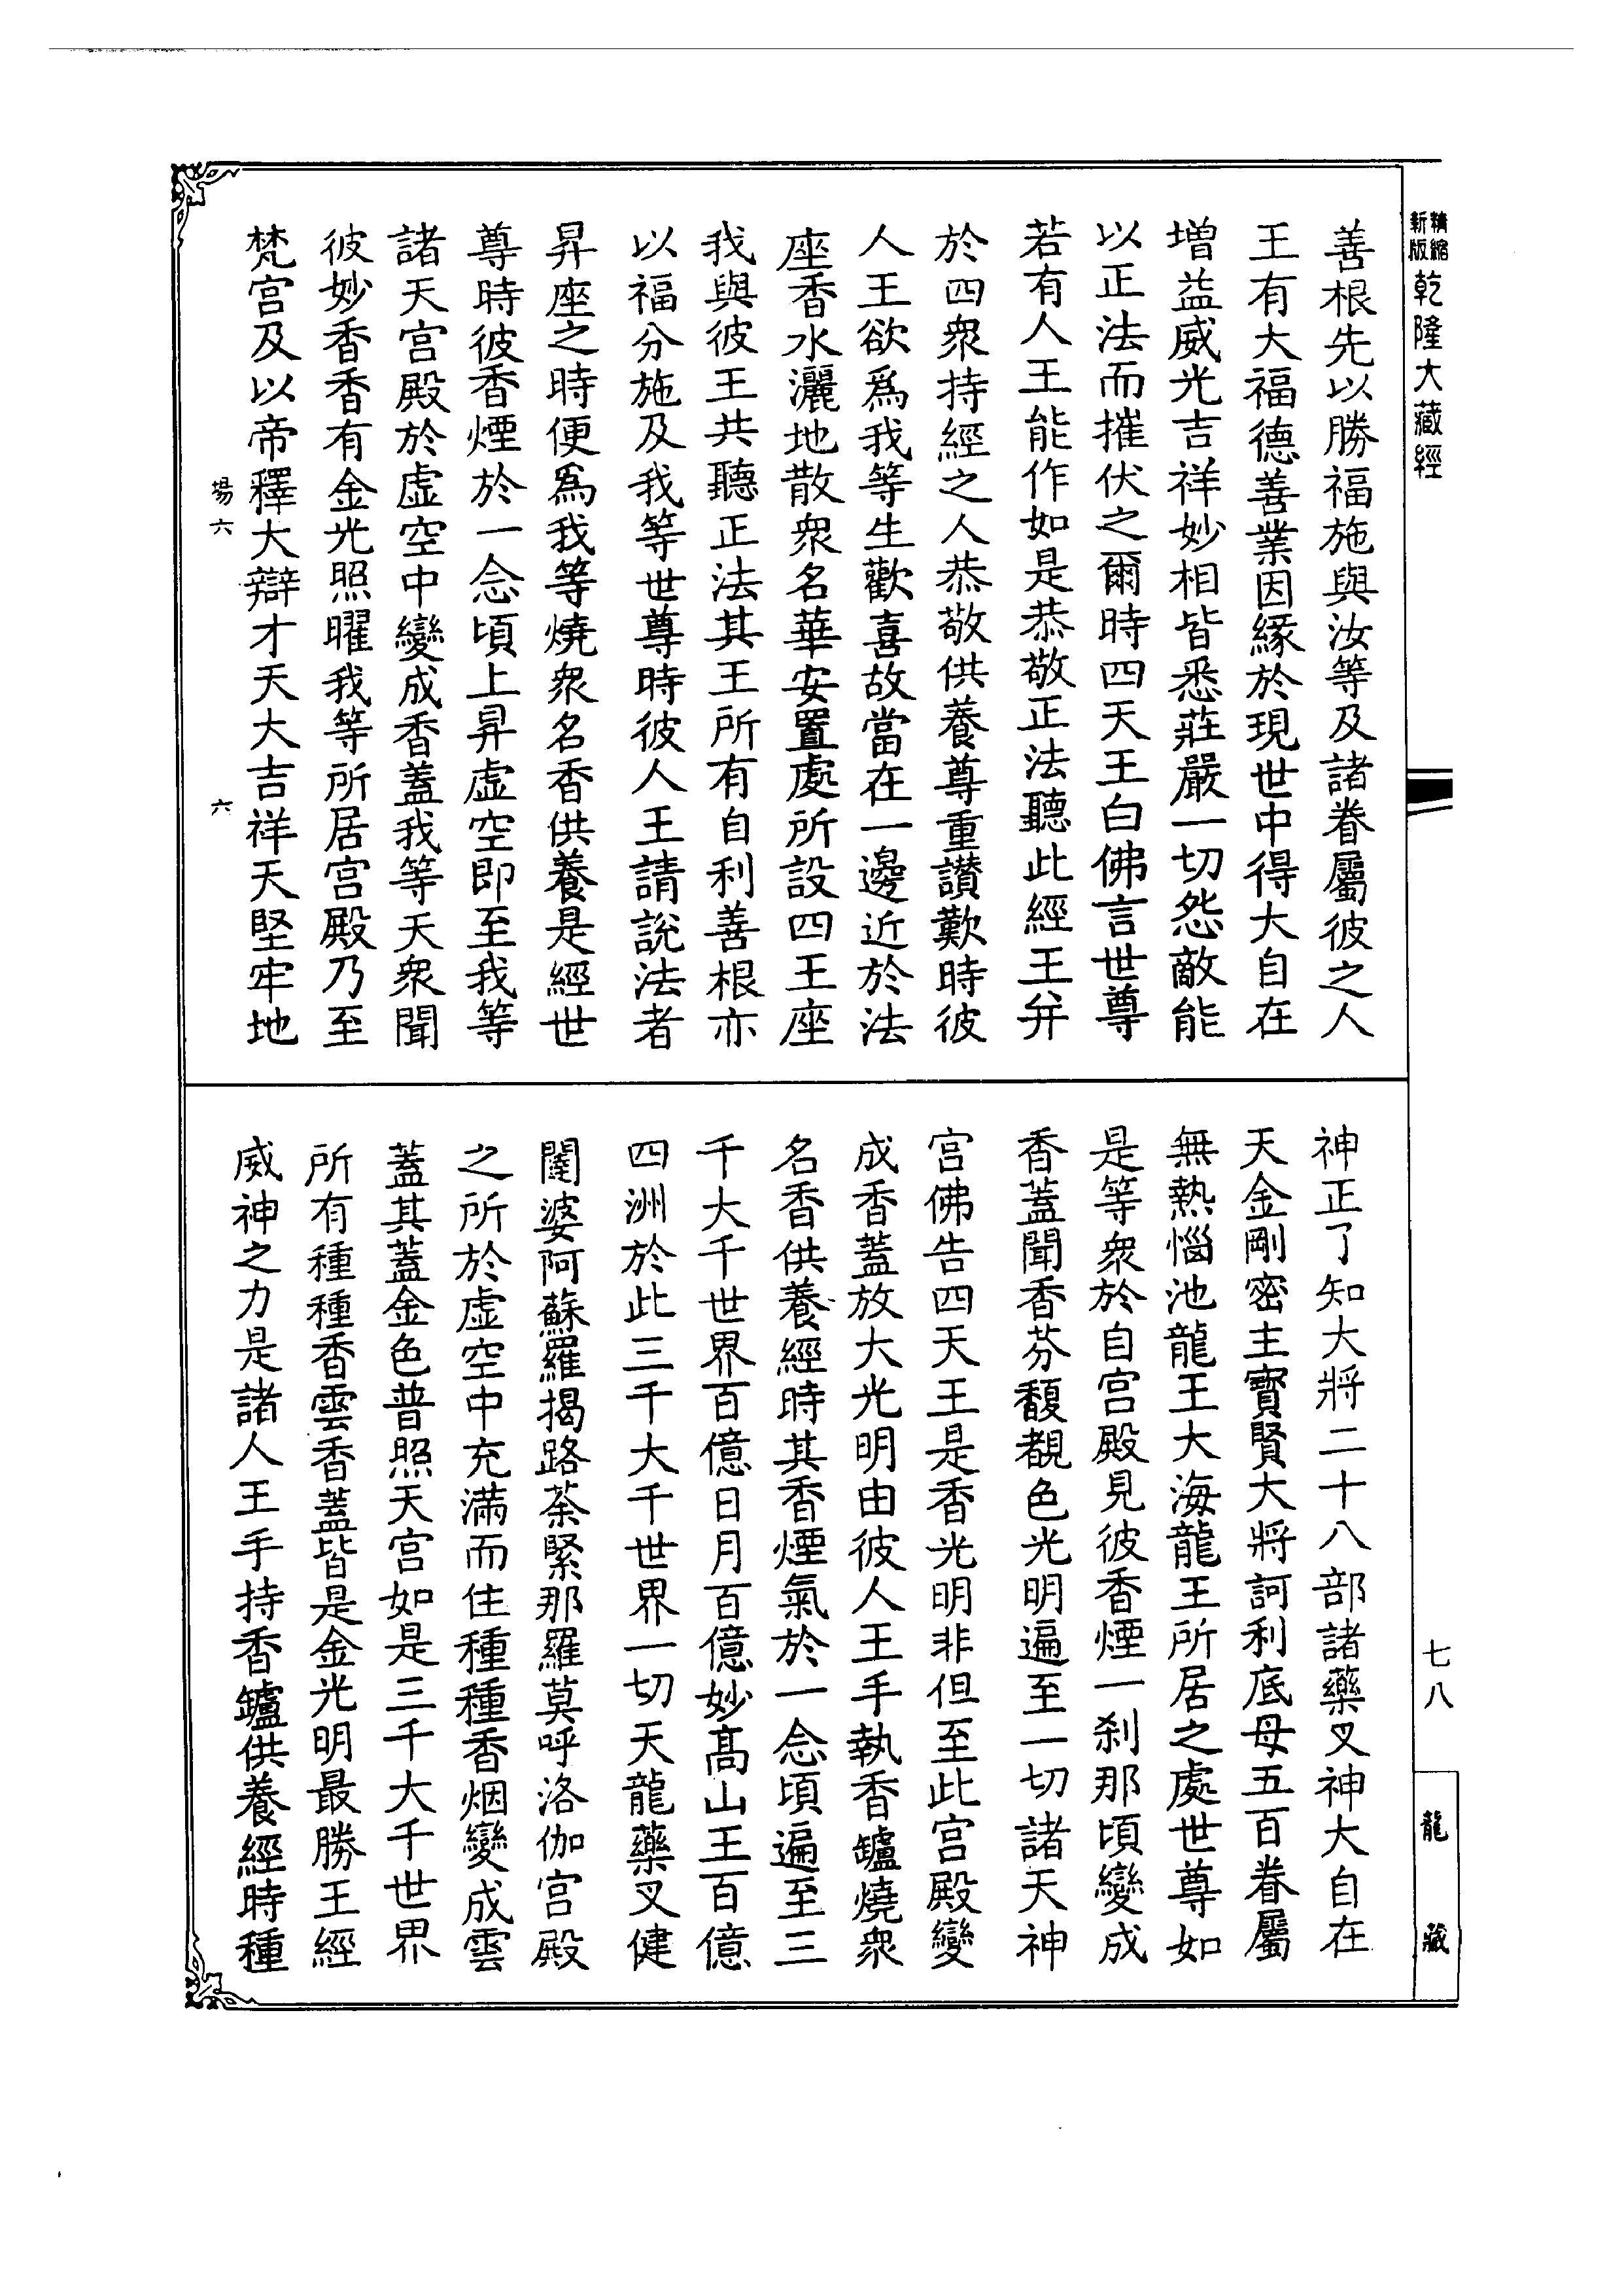 精縮
新版
乾隆大藏經
善根先以勝福施與汝等及諸眷屬彼之人
王有大福德善業因緣於現世中得大自在
增益威光吉祥妙相皆悉莊嚴一切怨敵能
以正法而摧伏之爾時四天王白佛言世尊
若有人王能作如是恭敬正法聽此經王并
於四衆持經之人恭敬供養尊重讃歎時彼
人王欲爲我等生歡喜故當在一邊近於法
座香水灑地散衆名華安置處所設四王座
我與彼王共聽正法其王所有自利善根亦
以福分施及我等世尊時彼人王請說法者
昇座之時便爲我等燒衆名香供養是經世
尊時彼香煙於一念頃上昇虛空即至我等
諸天宮殿於虛空中變成香蓋我等天衆聞
彼妙香香有金光照曜我等所居宮殿乃至
梵宮及以帝釋大辯才天大吉祥天堅牢地
場六
六
神正了知大將二十八部諸藥叉神大自在
天金剛密主寶賢大將訶利底母五百眷屬
無熱惱池龍王大海龍王所居之處世尊如
是等衆於自宮殿見彼香煙一刹那頃變成
香蓋聞香芬馥覩色光明遍至一切諸天神
宮佛告四天王是香光明非但至此宮殿變
成香蓋放大光明由彼人王手執香鑪燒衆
名香供養經時其香煙氣於一念頃遍至三
千大千世界百億日月百億妙高山王百億
四洲於此三千大千世界一切天龍藥叉健
闥婆阿蘇羅揭路荼緊那羅莫呼洛伽宮殿
之所於虛空中充滿而住種種香烟變成雲
蓋其蓋金色普照天宮如是三千大千世界
所有種種香雲香蓋皆是金光明最勝王經
威神之力是諸人王手持香鑪供養經時種
七八
龍藏